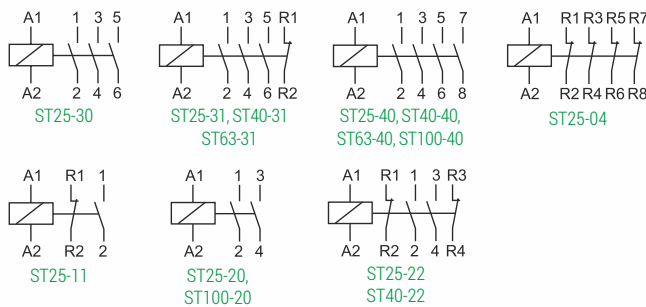 A1 1 3 5
A2 2 4 6
ST25-30
A1 1 3 5 R1
A2 2 4 6 R2
ST25-31, ST40-31
ST63-31
A1 1 3 5 7
A2 2 4 6 8
ST25-40, ST40-40,
ST63-40, ST100-40
A1 R1 R3 R5 R7
A2 R2 R4 R6 R8
ST25-04
A1 R1 1
A2 R2 2
ST25-11
A1 1 3
A2 2 4
ST25-20,
ST100-20
A1 R1 1 3 R3
A2 R2 2 4 R4
ST25-22
ST40-22